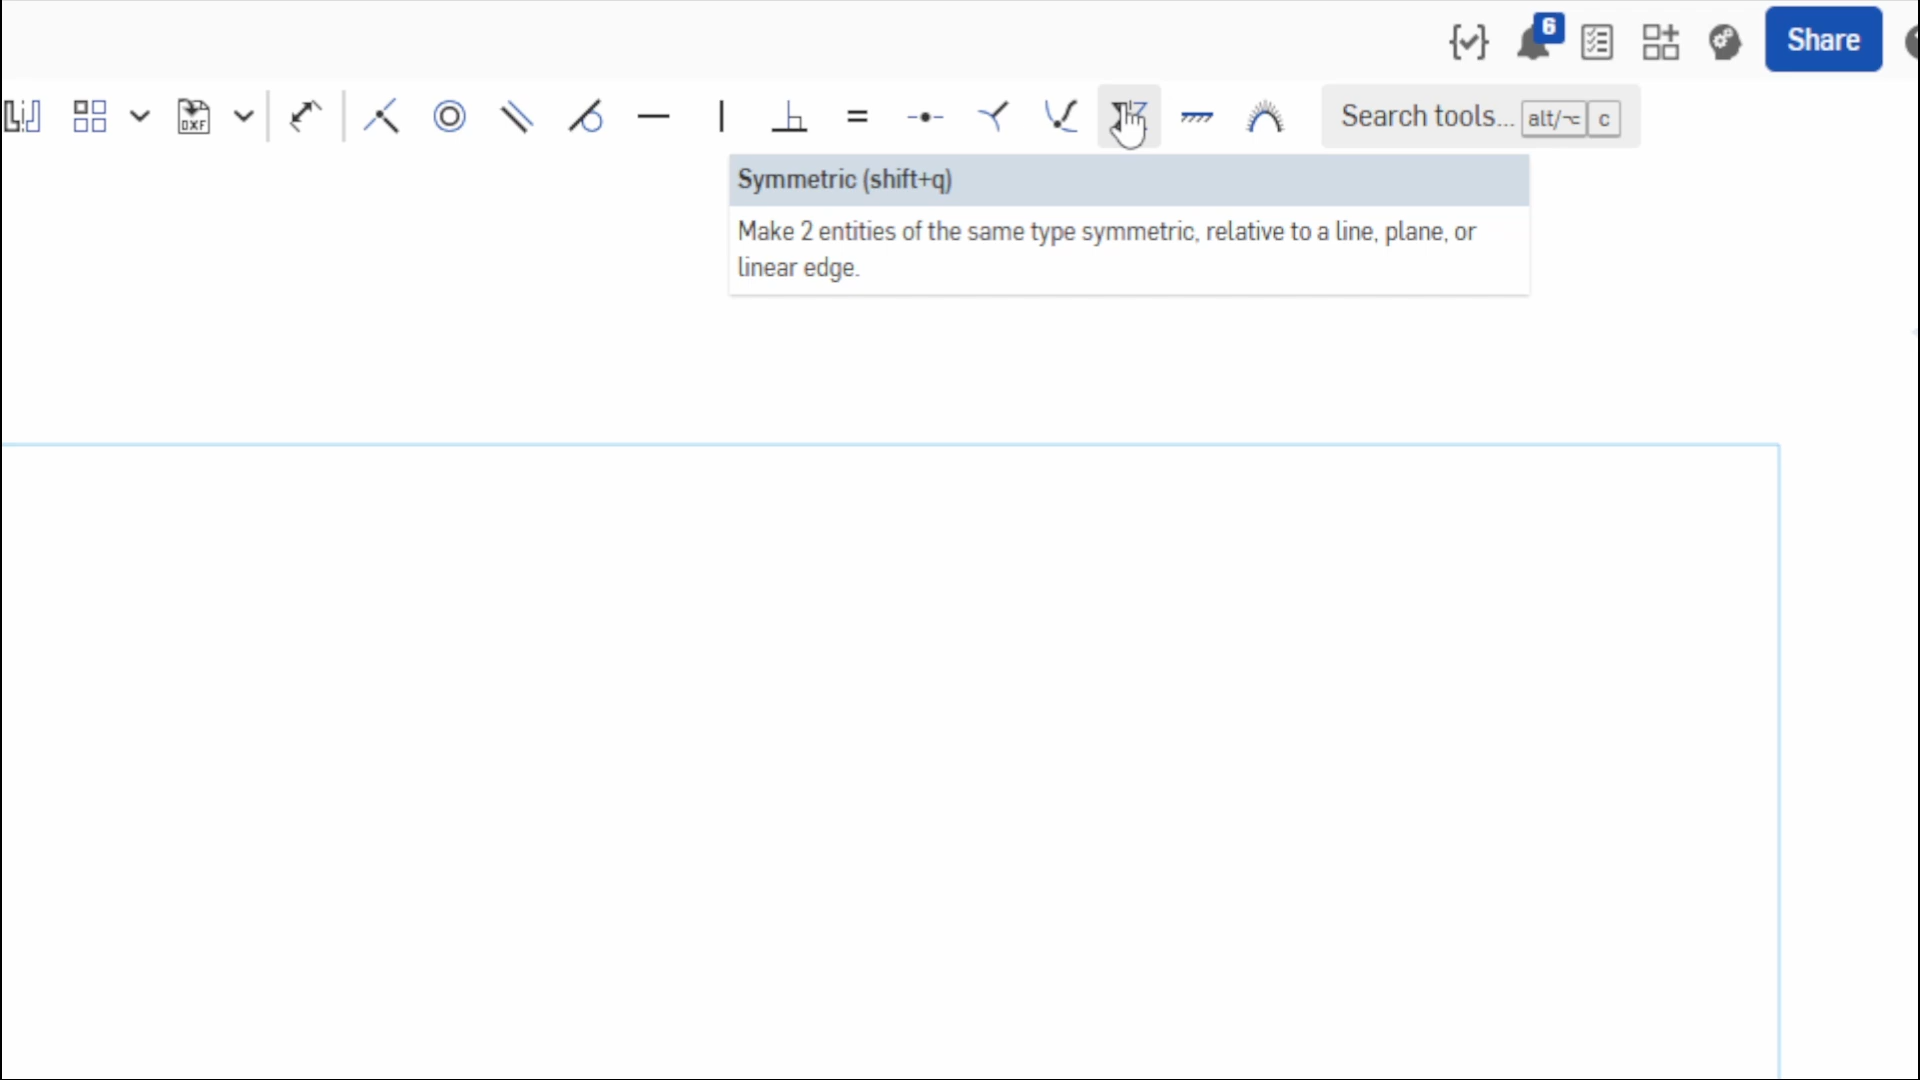 6
Share
DXF
Search tools... alt/⌥ c
Symmetric (shift+q)
Make 2 entities of the same type symmetric, relative to a line, plane, or
linear edge.